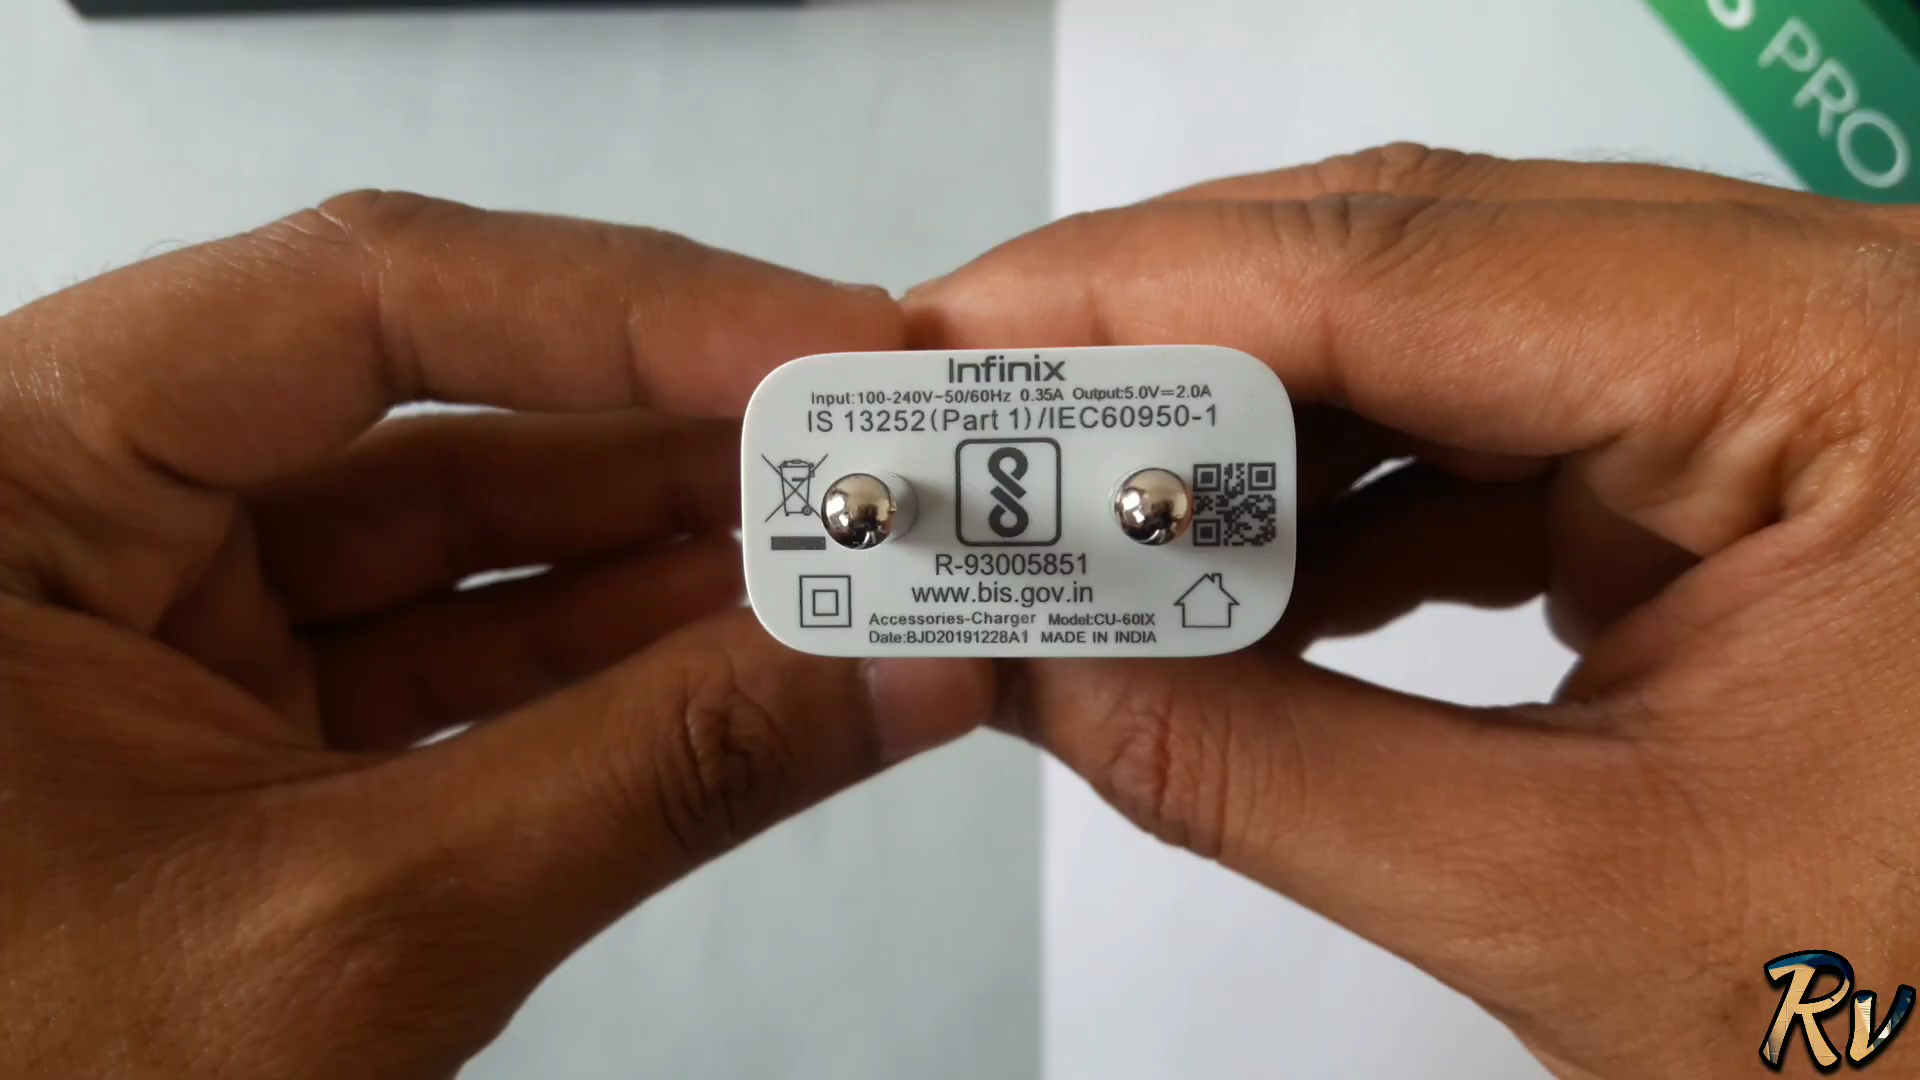 S PRO
Infinix
Input:100-240V~50/60Hz 0.35A Output:5.0V⎓2.0A
IS 13252(Part 1)/IEC60950-1
R-93005851
www.bis.gov.in
Accessories-Charger Model:CU-60IX
Date:BJD20191228A1 MADE IN INDIA
Rv